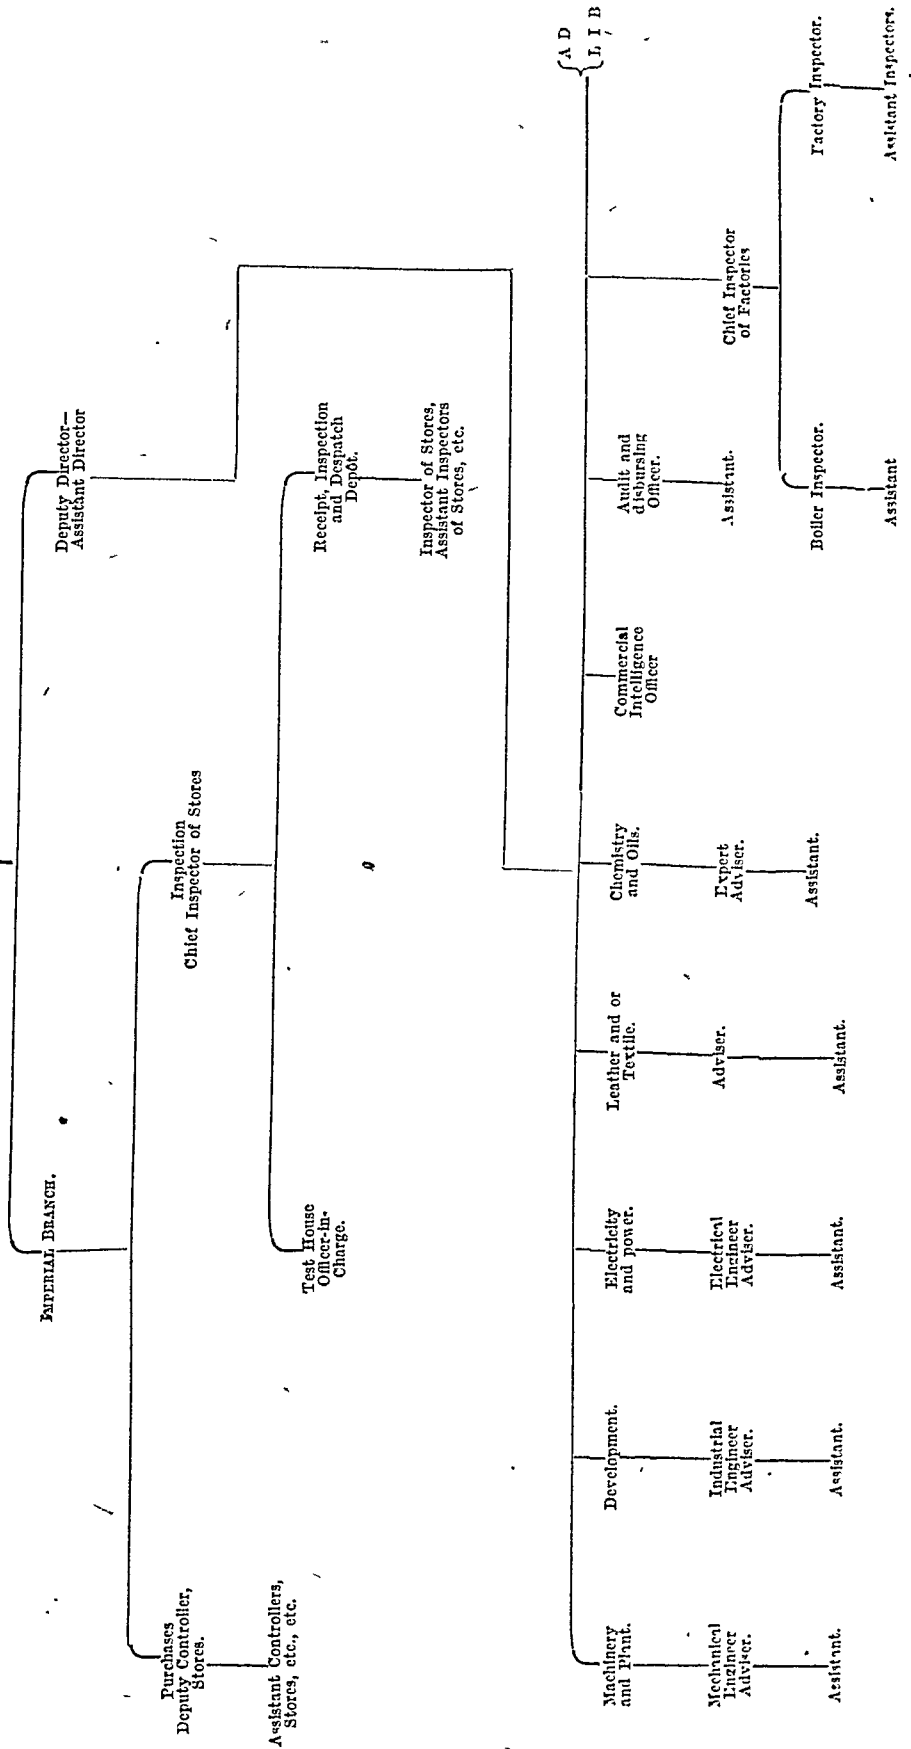 IMPERIAL BRANCH.
Deputy Director—
Assistant Director
Purchases
Deputy Controller,
Stores.
Inspection
Chief Inspector of Stores
Assistant Controllers,
Stores, etc., etc.
Test House
Officer-in-
Charge.
Receipt, Inspection
and Despatch
Depôt.
Inspector of Stores,
Assistant Inspectors
of Stores, etc.
A D
L I B
Machinery
and Plant.
Development.
Electricity
and power.
Leather and or
Textile.
Chemistry
and Oils.
Commercial
Intelligence
Officer
Audit and
disbursing
Officer.
Mechanical
Engineer
Adviser.
Industrial
Engineer
Adviser.
Electrical
Engineer
Adviser.
Adviser.
Expert
Adviser.
Assistant.
Chief Inspector
of Factories
Assistant.
Assistant.
Assistant.
Assistant.
Assistant.
Boiler Inspector.
Factory Inspector.
Assistant
Assistant Inspectors.